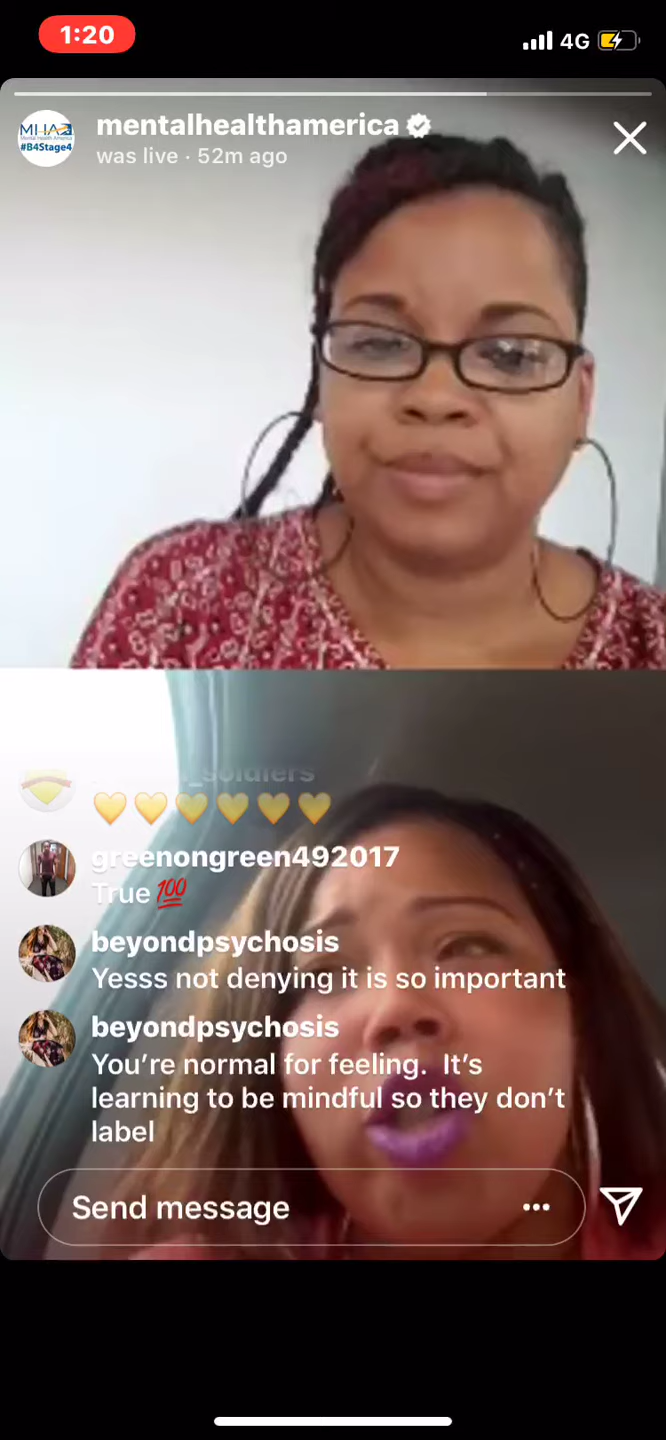 1:20
4G
MHA
Mental Health America
#B4Stage4
mentalhealthamerica
was live · 52m ago
_soldiers
💛💛💛💛💛💛
greenongreen492017
True 💯
beyondpsychosis
Yesss not denying it is so important
beyondpsychosis
You’re normal for feeling. It’s
learning to be mindful so they don’t
label
Send message